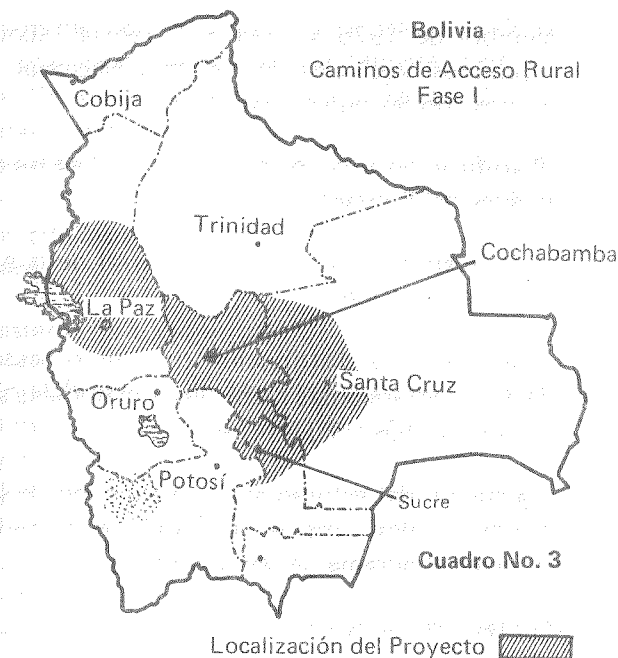 Bolivia
Caminos de Acceso Rural
Fase I
Cobija
Trinidad
Cochabamba
La Paz
Santa Cruz
Oruro
Potosí
Sucre
Cuadro No. 3
Localización del Proyecto